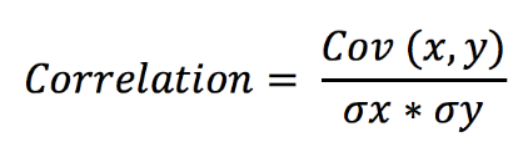 Correlation = Cov (x, y)
σx * σy